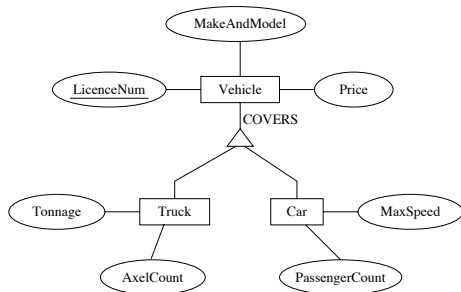 MakeAndModel
LicenceNum
Vehicle
Price
COVERS
Tonnage
Truck
Car
MaxSpeed
AxelCount
PassengerCount